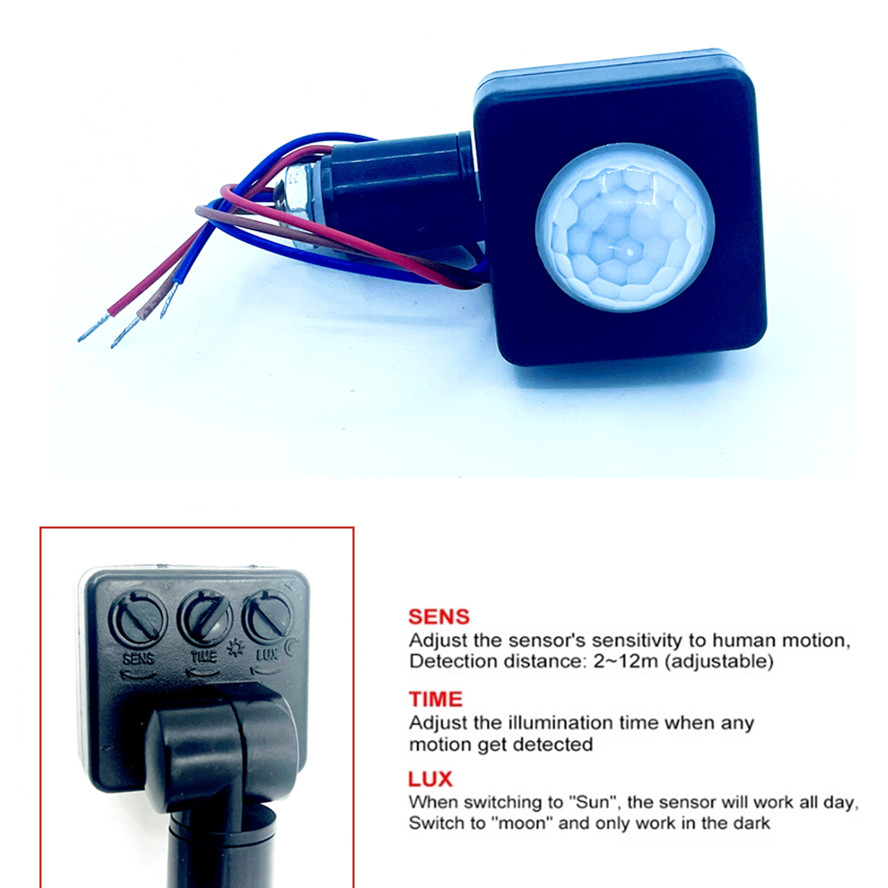 SENS
TIME
LUX
SENS
Adjust the sensor's sensitivity to human motion,
Detection distance: 2~12m (adjustable)
TIME
Adjust the illumination time when any
motion get detected
LUX
When switching to "Sun", the sensor will work all day,
Switch to "moon" and only work in the dark